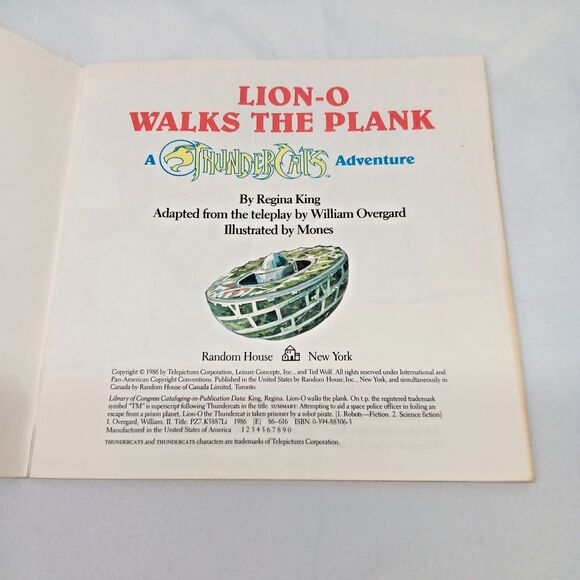 LION-O
WALKS THE PLANK
A THUNDERCATS™ Adventure
By Regina King
Adapted from the teleplay by William Overgard
Illustrated by Mones
Random House New York
Copyright © 1986 by Telepictures Corporation, Leisure Concepts, Inc., and Ted Wolf. All rights reserved under International and
Pan-American Copyright Conventions. Published in the United States by Random House, Inc., New York, and simultaneously in
Canada by Random House of Canada Limited, Toronto.
Library of Congress Cataloging-in-Publication Data: King, Regina. Lion-O walks the plank. On t.p. the registered trademark
symbol "TM" is superscript following Thundercats in the title. SUMMARY: Attempting to aid a space police officer in foiling an
escape from a prison planet, Lion-O the Thundercat is taken prisoner by a robot pirate. [1. Robots—Fiction. 2. Science fiction]
I. Overgard, William. II. Title. PZ7.K5887Li 1986 [E] 86-616 ISBN: 0-394-88306-3
Manufactured in the United States of America 1 2 3 4 5 6 7 8 9 0
THUNDERCATS and THUNDERCATS characters are trademarks of Telepictures Corporation.